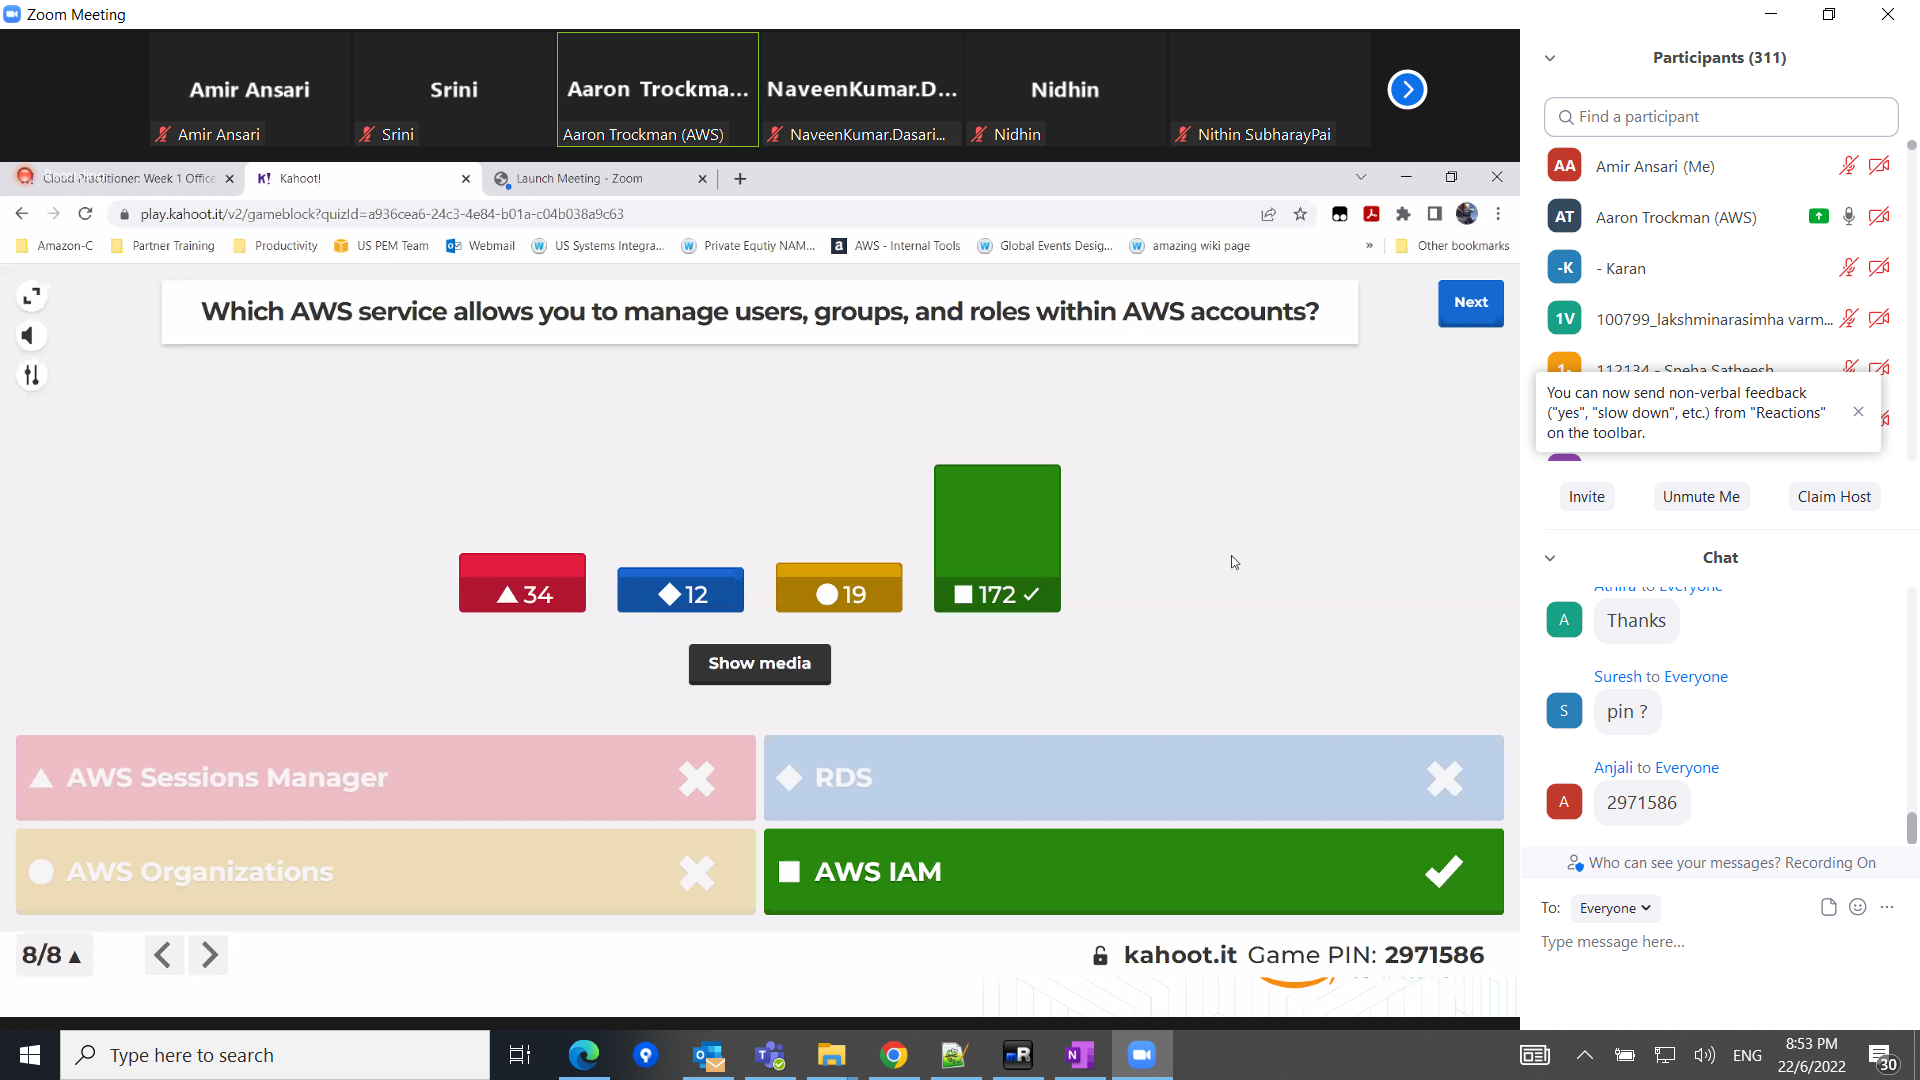 Zoom Meeting
Amir Ansari
Srini
Aaron Trockma...
NaveenKumar.D...
Nidhin
Amir Ansari
Srini
Aaron Trockman (AWS)
NaveenKumar.Dasari...
Nidhin
Nithin SubharayPai
Cloud Practitioner: Week 1 Office
K! Kahoot!
Launch Meeting - Zoom
play.kahoot.it/v2/gameblock?quizId=a936cea6-24c3-4e84-b01a-c04b038a9c63
Amazon-C
Partner Training
Productivity
US PEM Team
Webmail
US Systems Integra...
Private Equtiy NAM...
AWS - Internal Tools
Global Events Desig...
amazing wiki page
»
Other bookmarks
Which AWS service allows you to manage users, groups, and roles within AWS accounts?
Next
34
12
19
172
Show media
AWS Sessions Manager
RDS
AWS Organizations
AWS IAM
8/8
kahoot.it Game PIN: 2971586
Participants (311)
Find a participant
AA Amir Ansari (Me)
AT Aaron Trockman (AWS)
-K - Karan
1V 100799_lakshminarasimha varm...
112134 - Sneha Satheesh
You can now send non-verbal feedback
("yes", "slow down", etc.) from "Reactions"
on the toolbar.
Invite
Unmute Me
Claim Host
Chat
Athira to Everyone
A Thanks
Suresh to Everyone
S pin ?
Anjali to Everyone
A 2971586
Who can see your messages? Recording On
To: Everyone
Type message here...
Type here to search
ENG
8:53 PM
22/6/2022
30